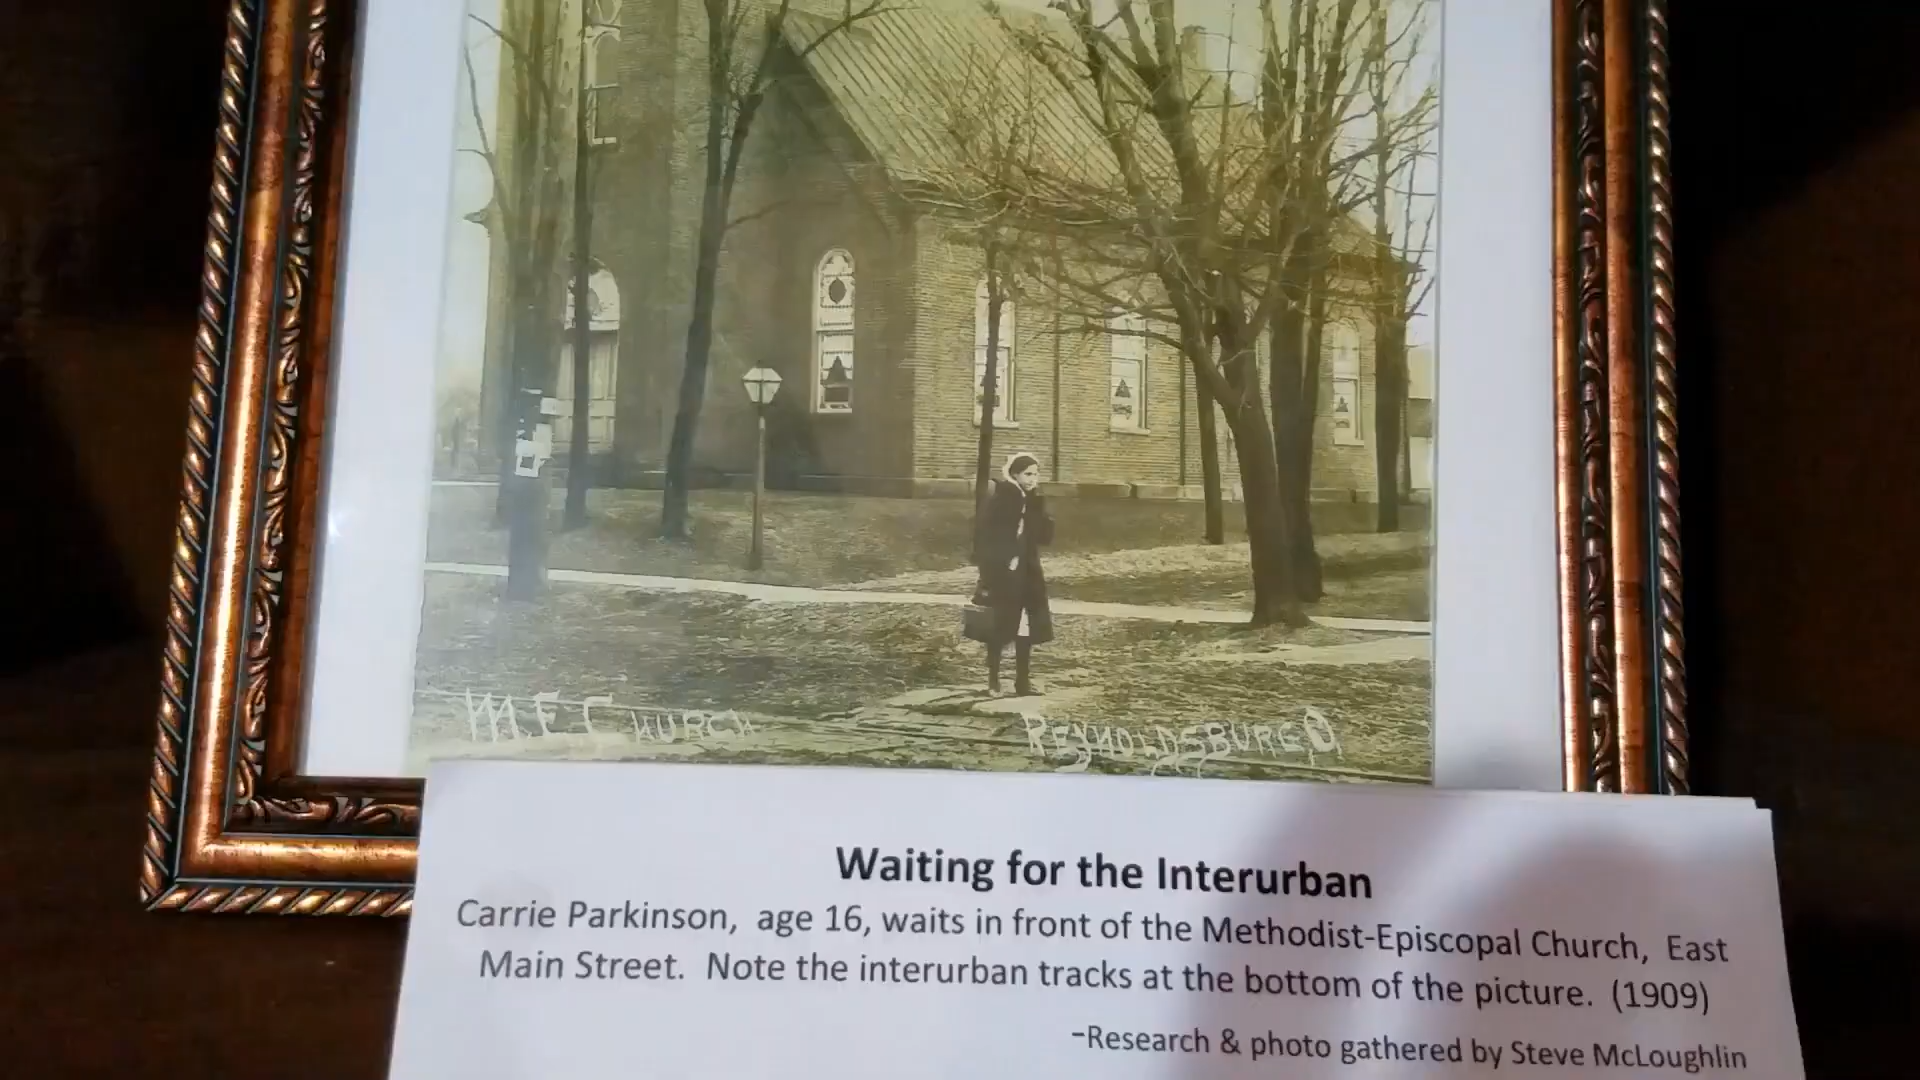 M.E. CHURCH REYNOLDSBURG O.
Waiting for the Interurban
Carrie Parkinson, age 16, waits in front of the Methodist-Episcopal Church, East
Main Street. Note the interurban tracks at the bottom of the picture. (1909)
-Research & photo gathered by Steve McLoughlin